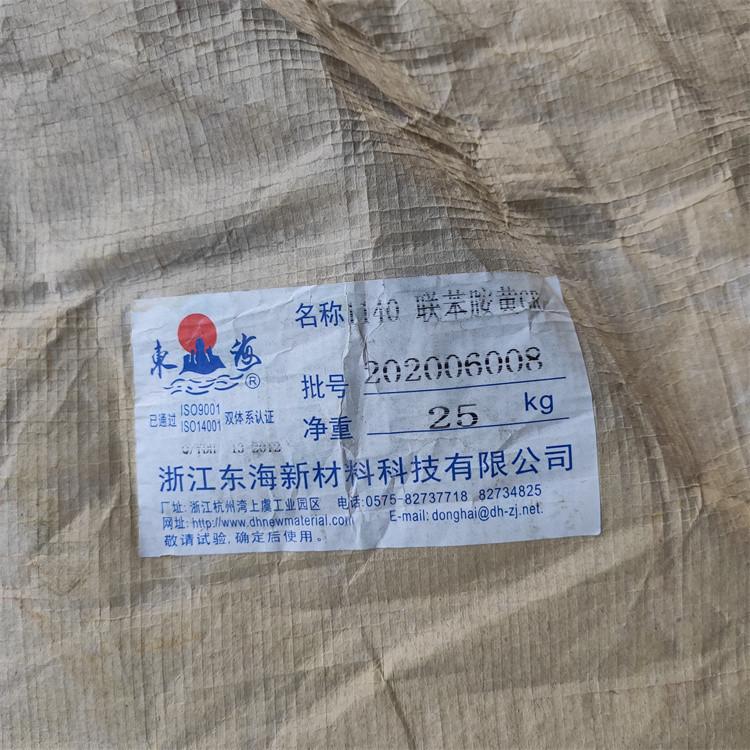 名称 1140 联苯胺黄GR
東海®
批号 202006008
已通过 ISO9001 ISO14001 双体系认证
净重 25 kg
浙江东海新材料科技有限公司
厂址: 浙江杭州湾上虞工业园区 电话:0575-82737718 82734825
网址: http://www.dhnewmaterial.com E-mail: donghai@dh-zj.net.
敬请试验,确定后使用。